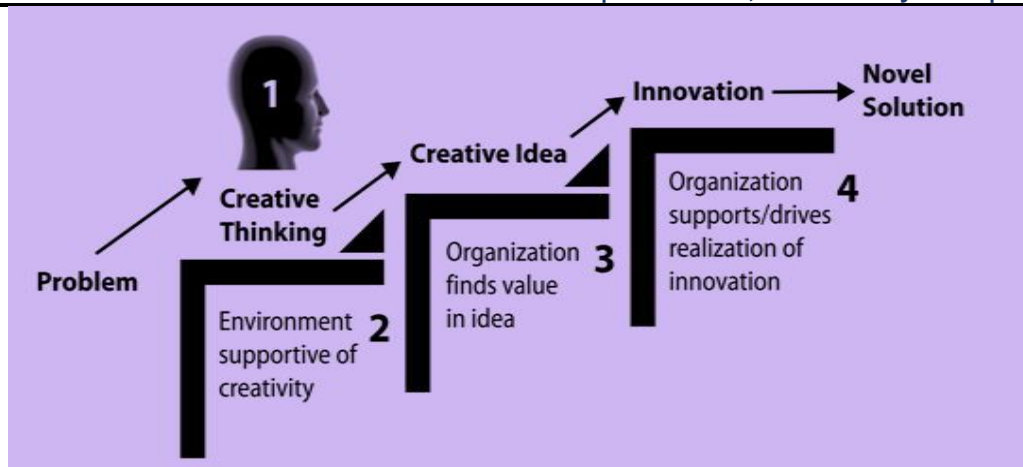 Problem
1
Creative
Thinking
Environment
supportive of
creativity
2
Creative Idea
Organization
finds value
in idea
3
Innovation
Organization
supports/drives
realization of
innovation
4
Novel
Solution